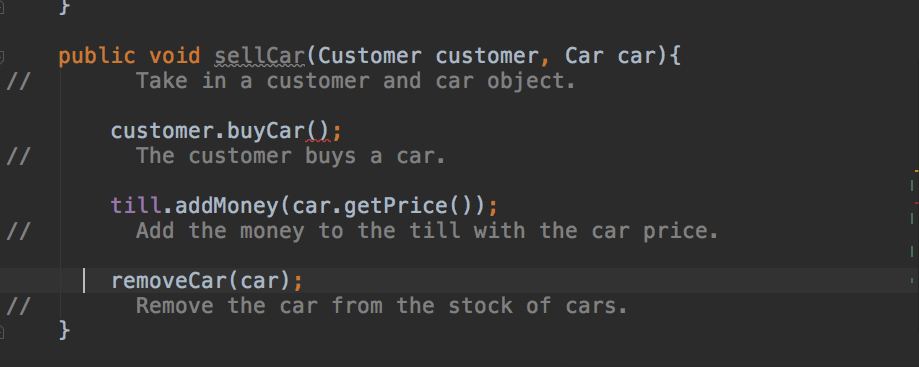 }
public void sellCar(Customer customer, Car car){
//        Take in a customer and car object.
customer.buyCar();
//        The customer buys a car.
till.addMoney(car.getPrice());
//        Add the money to the till with the car price.
removeCar(car);
//        Remove the car from the stock of cars.
}